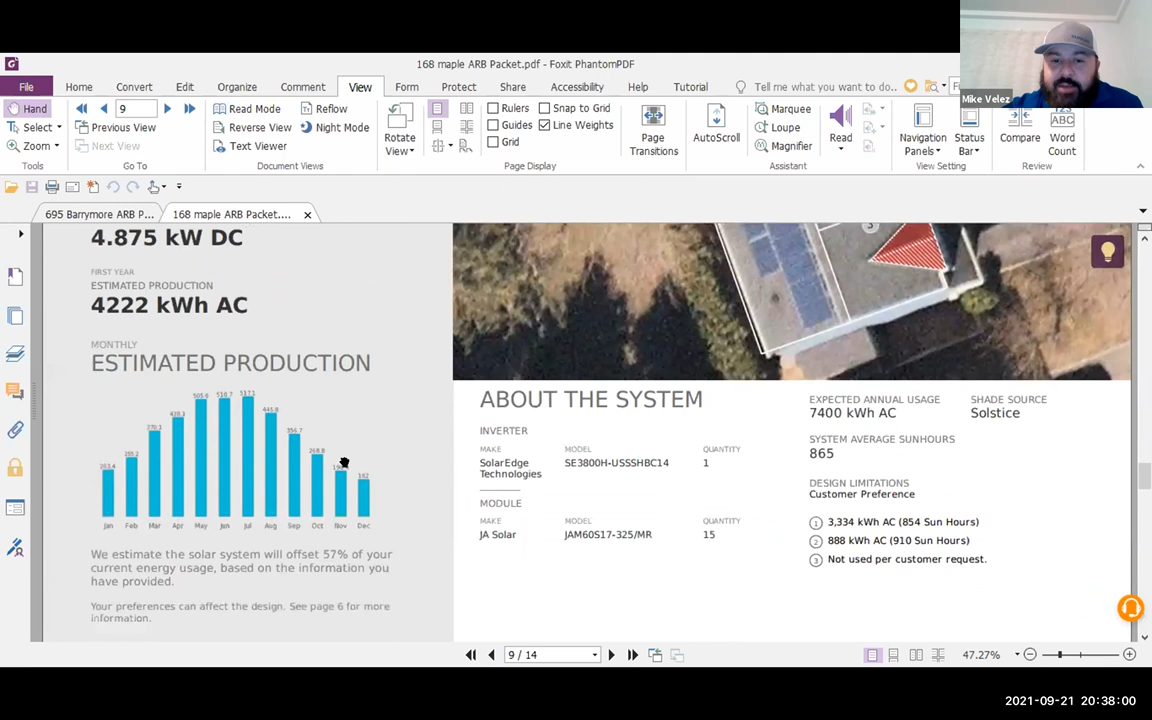 168 maple ARB Packet.pdf - Foxit PhantomPDF
Mike Velez
File Home Convert Edit Organize Comment View Form Protect Share Accessibility Help Tutorial Tell me what you want to do..
Hand 9 Read Mode Reflow Rulers Snap to Grid Marquee
Select Previous View Reverse View Night Mode Guides Line Weights Loupe
Zoom Next View Text Viewer Grid Magnifier
Rotate View Page Transitions AutoScroll Read Navigation Panels Status Bar Compare Word Count
Tools Go To Document Views Page Display Assistant View Setting Review
695 Barrymore ARB P... 168 maple ARB Packet....
4.875 kW DC
FIRST YEAR
ESTIMATED PRODUCTION
4222 kWh AC
MONTHLY
ESTIMATED PRODUCTION
Jan Feb Mar Apr May Jun Jul Aug Sep Oct Nov Dec
We estimate the solar system will offset 57% of your
current energy usage, based on the information you
have provided.
Your preferences can affect the design. See page 6 for more
information.
ABOUT THE SYSTEM
INVERTER
MAKE MODEL QUANTITY
SolarEdge SE3800H-USSSHBC14 1
Technologies
MODULE
MAKE MODEL QUANTITY
JA Solar JAM60S17-325/MR 15
EXPECTED ANNUAL USAGE SHADE SOURCE
7400 kWh AC Solstice
SYSTEM AVERAGE SUNHOURS
865
DESIGN LIMITATIONS
Customer Preference
1 3,334 kWh AC (854 Sun Hours)
2 888 kWh AC (910 Sun Hours)
3 Not used per customer request.
9 / 14 47.27%
2021-09-21 20:38:00